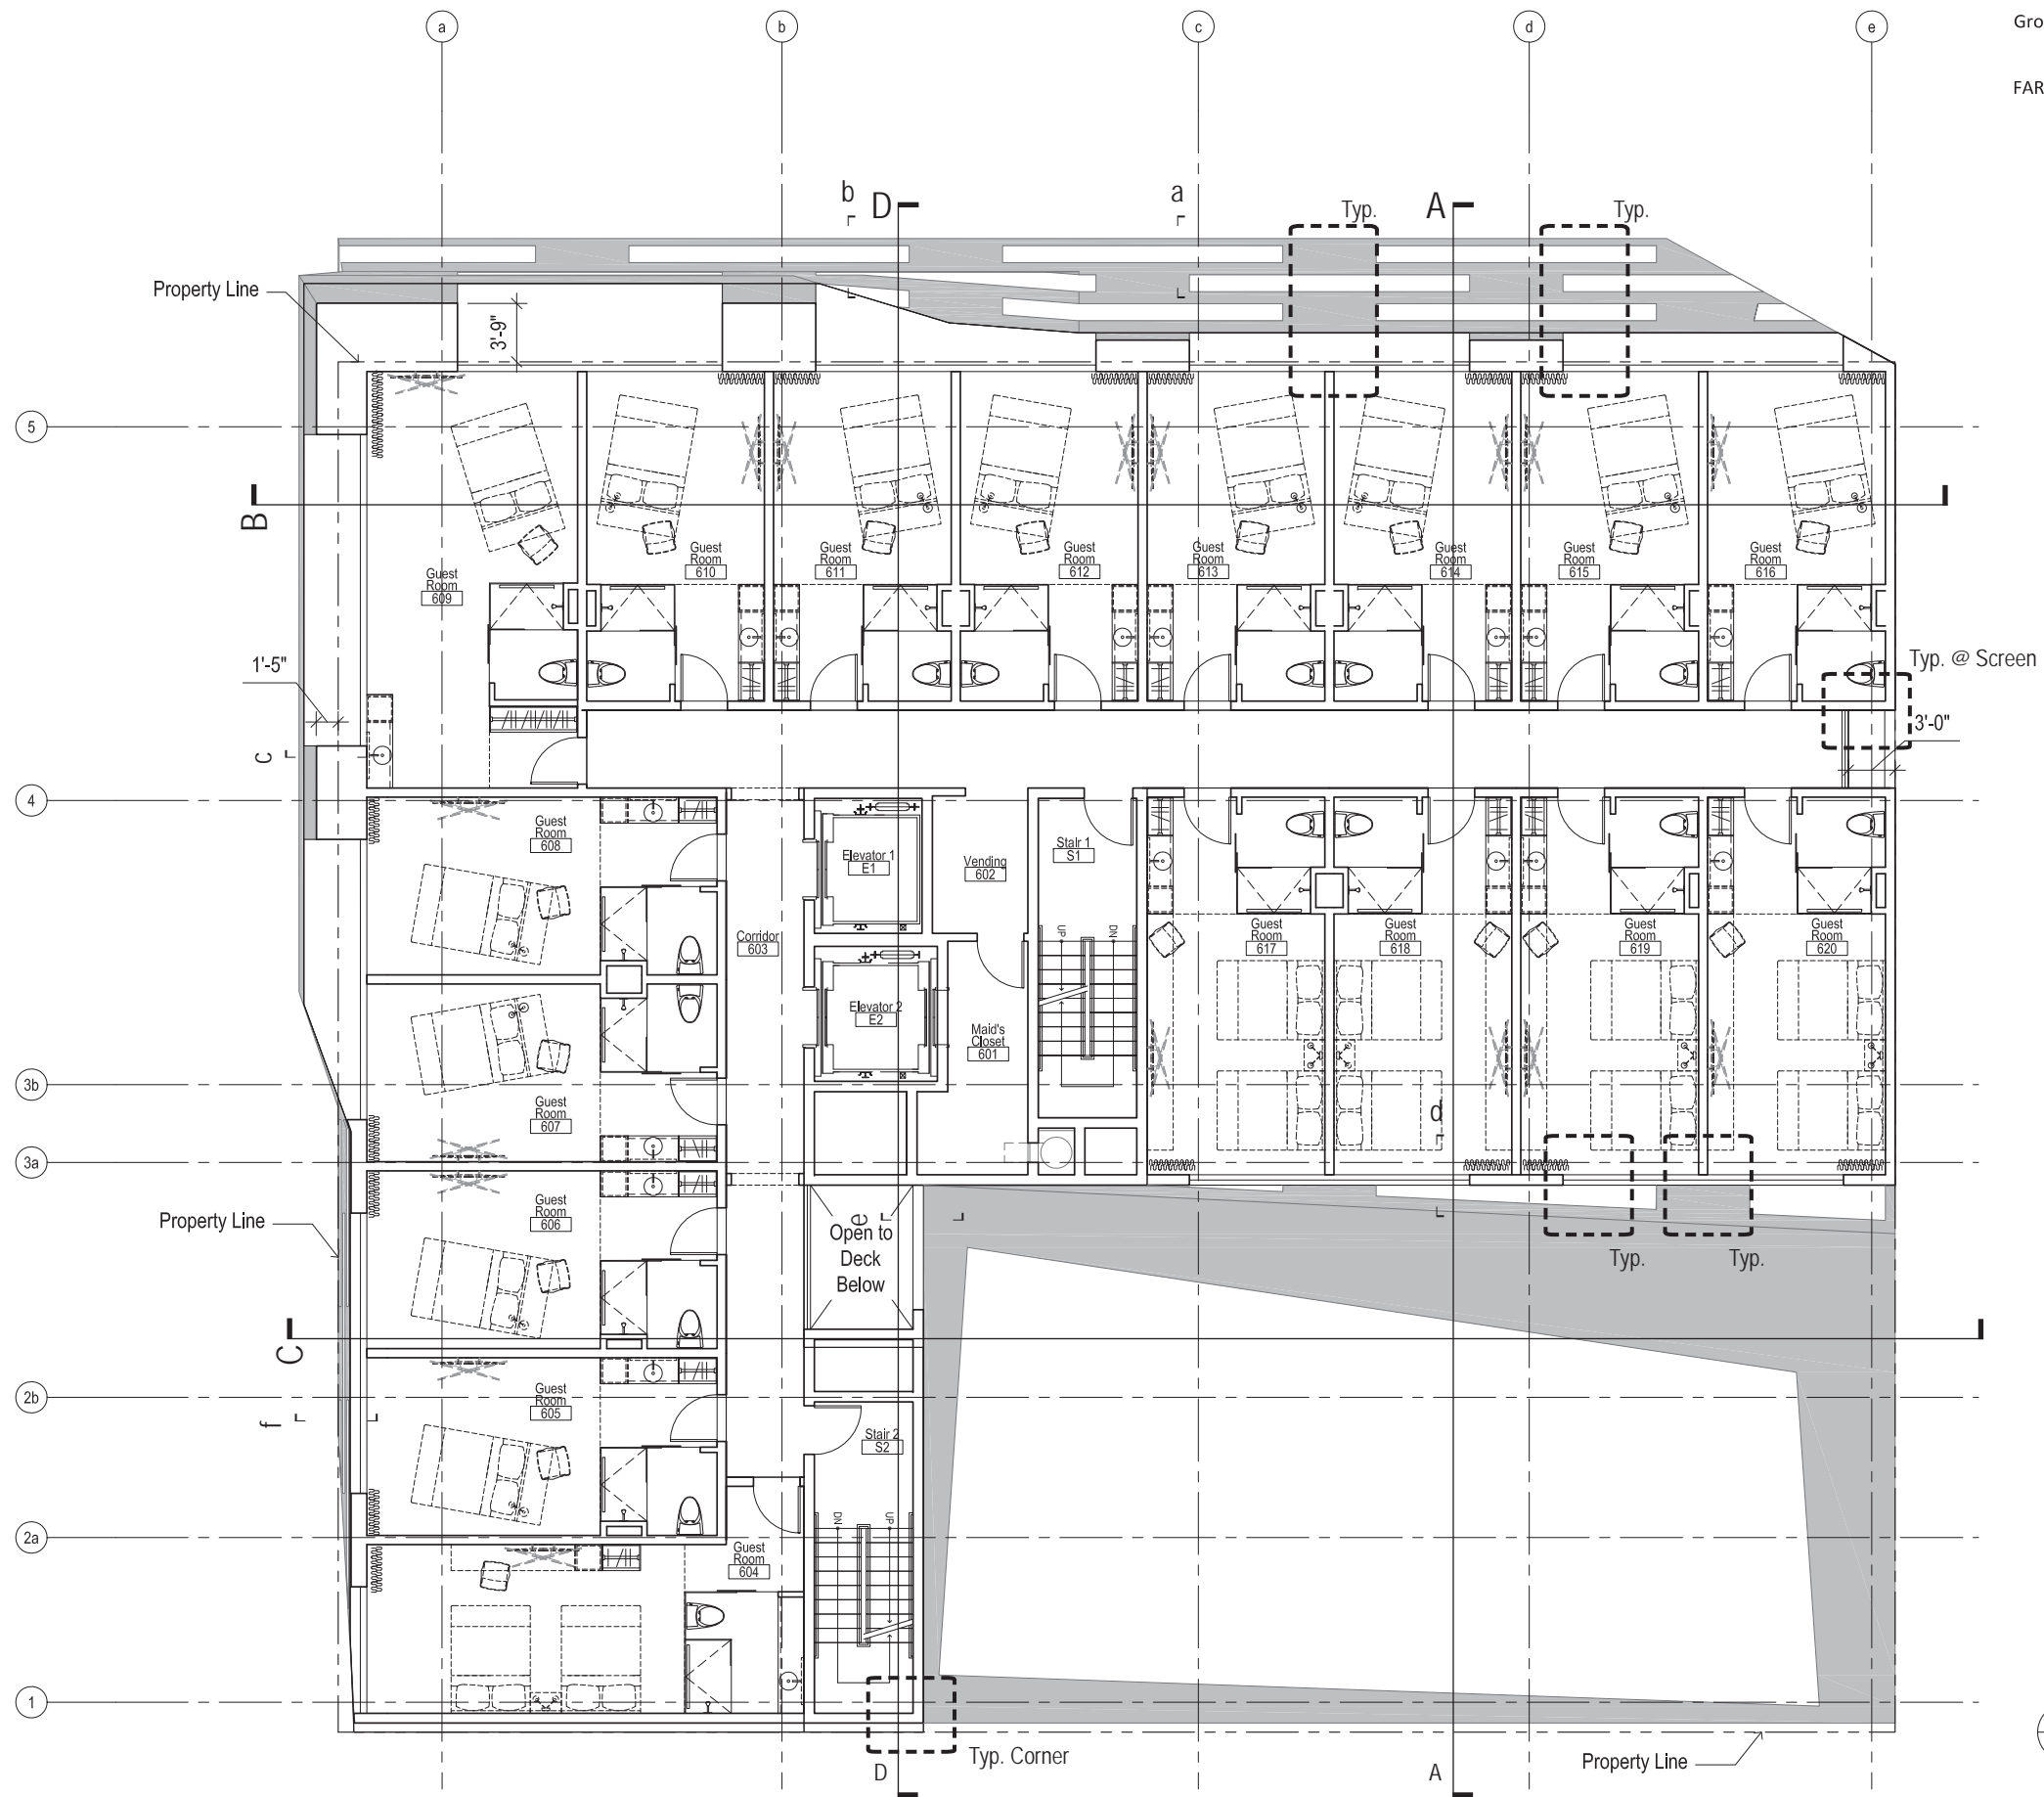 a
b
c
d
e
Gro
FAR
b
D
a
Typ.
A
Typ.
Property Line
3'-9"
5
B
Guest
Room
609
Guest
Room
610
Guest
Room
611
Guest
Room
612
Guest
Room
613
Guest
Room
614
Guest
Room
615
Guest
Room
616
1'-5"
Typ. @ Screen
3'-0"
c
4
Guest
Room
608
Elevator 1
E1
Vending
602
Stair 1
S1
Corridor
603
UP
DN
Guest
Room
617
Guest
Room
618
Guest
Room
619
Guest
Room
620
Elevator 2
E2
Maid's
Closet
601
3b
Guest
Room
607
d
3a
Guest
Room
606
Property Line
e
Open to
Deck
Below
Typ.
Typ.
C
2b
Guest
Room
605
f
Stair 2
S2
DN
UP
2a
Guest
Room
604
1
Typ. Corner
Property Line
D
A